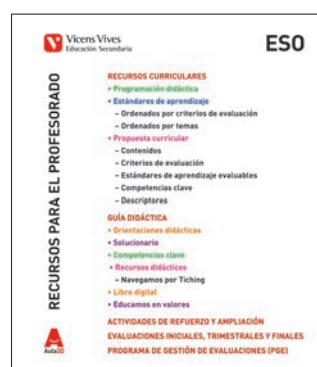 Vicens Vives
Educación Secundaria
ESO
RECURSOS PARA EL PROFESORADO
RECURSOS CURRICULARES
• Programación didáctica
• Estándares de aprendizaje
– Ordenados por criterios de evaluación
– Ordenados por temas
• Propuesta curricular
– Contenidos
– Criterios de evaluación
– Estándares de aprendizaje evaluables
– Competencias clave
– Descriptores
GUÍA DIDÁCTICA
• Orientaciones didácticas
• Solucionario
• Competencias clave
• Recursos didácticos
– Navegamos por Tiching
• Libro digital
• Educamos en valores
ACTIVIDADES DE REFUERZO Y AMPLIACIÓN
EVALUACIONES INICIALES, TRIMESTRALES Y FINALES
PROGRAMA DE GESTIÓN DE EVALUACIONES (PGE)
Aula3D